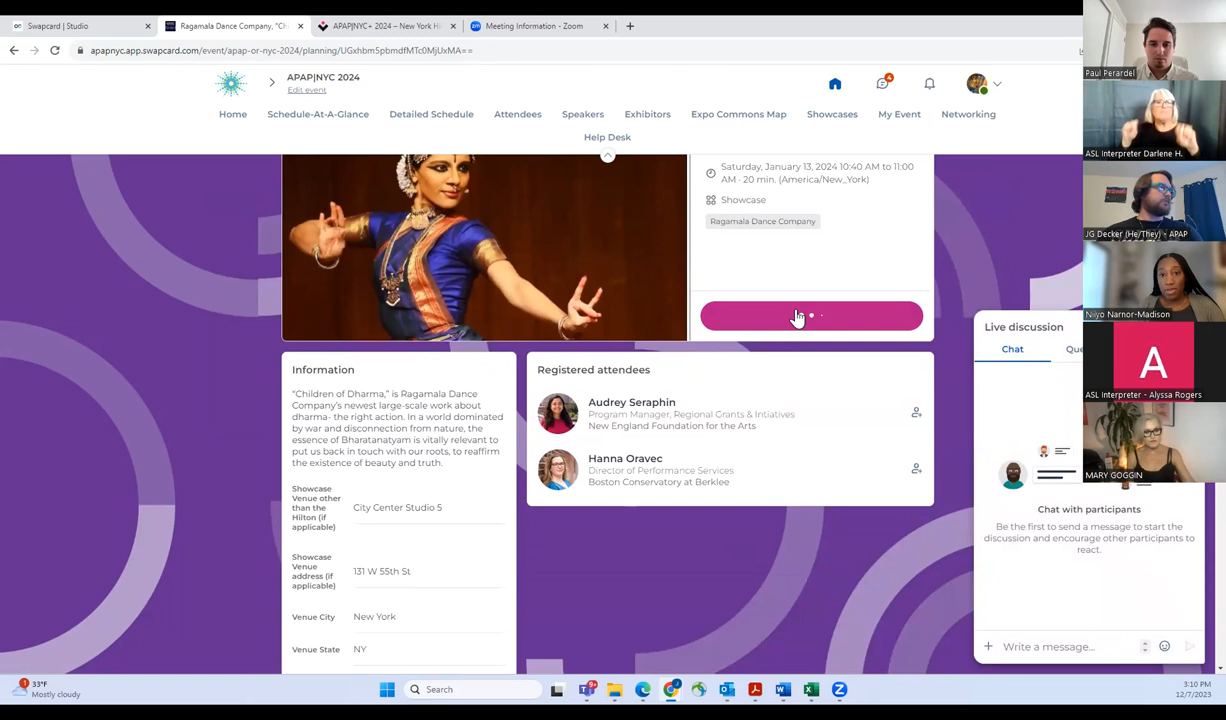 Swapcard | Studio
Ragamala Dance Company, "Ch
APAP|NYC+ 2024 – New York Hi
Meeting Information - Zoom
apapnyc.app.swapcard.com/event/apap-or-nyc-2024/planning/UGxhbm5pbmdfMTc0MjUxMA==
APAP|NYC 2024
Edit event
4
Home
Schedule-At-A-Glance
Detailed Schedule
Attendees
Speakers
Exhibitors
Expo Commons Map
Showcases
My Event
Networking
Help Desk
Saturday, January 13, 2024 10:40 AM to 11:00
AM - 20 min. (America/New_York)
Showcase
Ragamala Dance Company
Information
"Children of Dharma," is Ragamala Dance
Company's newest large-scale work about
dharma- the right action. In a world dominated
by war and disconnection from nature, the
essence of Bharatanatyam is vitally relevant to
put us back in touch with our roots, to reaffirm
the existence of beauty and truth.
Showcase
Venue other
than the
Hilton (if
applicable)
City Center Studio 5
Showcase
Venue
address (if
applicable)
131 W 55th St
Venue City
New York
Venue State
NY
Registered attendees
Audrey Seraphin
Program Manager, Regional Grants & Intiatives
New England Foundation for the Arts
Hanna Oravec
Director of Performance Services
Boston Conservatory at Berklee
Live discussion
Chat
Que
Chat with participants
Be the first to send a message to start the
discussion and encourage other participants to
react.
Write a message...
Paul Perardel
ASL Interpreter Darlene H.
JG Decker (He/They) - APAP
Niiyo Narnor-Madison
A
ASL Interpreter - Alyssa Rogers
MARY GOGGIN
1
33°F
Mostly cloudy
Search
9+
3:10 PM
12/7/2023